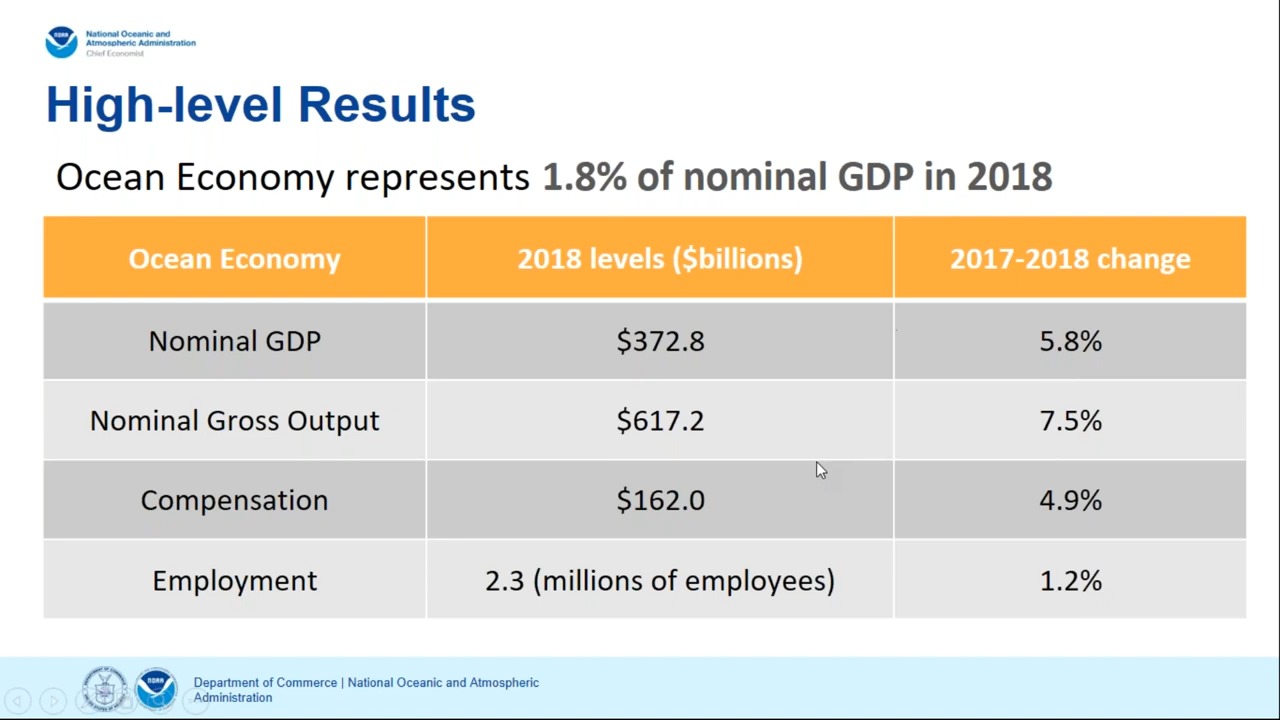 NOAA
National Oceanic and
Atmospheric Administration
Chief Economist
High-level Results
Ocean Economy represents 1.8% of nominal GDP in 2018
Ocean Economy 2018 levels ($billions) 2017-2018 change
Nominal GDP $372.8 5.8%
Nominal Gross Output $617.2 7.5%
Compensation $162.0 4.9%
Employment 2.3 (millions of employees) 1.2%
NOAA
Department of Commerce | National Oceanic and Atmospheric
Administration